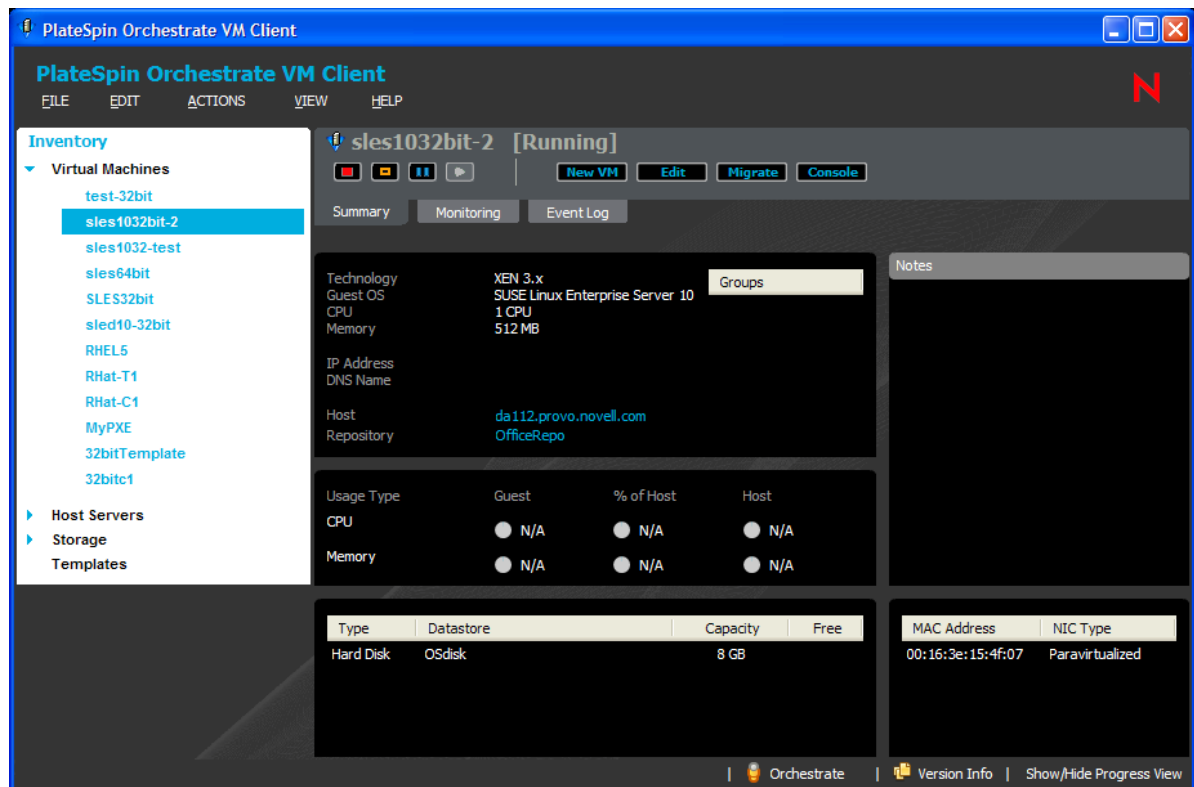 PlateSpin Orchestrate VM Client
PlateSpin Orchestrate VM Client
FILE EDIT ACTIONS VIEW HELP
N
Inventory
Virtual Machines
test-32bit
sles1032bit-2
sles1032-test
sles64bit
SLES32bit
sled10-32bit
RHEL5
RHat-T1
RHat-C1
MyPXE
32bitTemplate
32bitc1
Host Servers
Storage
Templates
sles1032bit-2 [Running]
New VM Edit Migrate Console
Summary Monitoring Event Log
Technology XEN 3.x
Guest OS SUSE Linux Enterprise Server 10
CPU 1 CPU
Memory 512 MB
IP Address
DNS Name
Host da112.provo.novell.com
Repository OfficeRepo
Groups
Notes
Usage Type Guest % of Host Host
CPU N/A N/A N/A
Memory N/A N/A N/A
Type Datastore Capacity Free
Hard Disk OSdisk 8 GB
MAC Address NIC Type
00:16:3e:15:4f:07 Paravirtualized
| Orchestrate | Version Info | Show/Hide Progress View